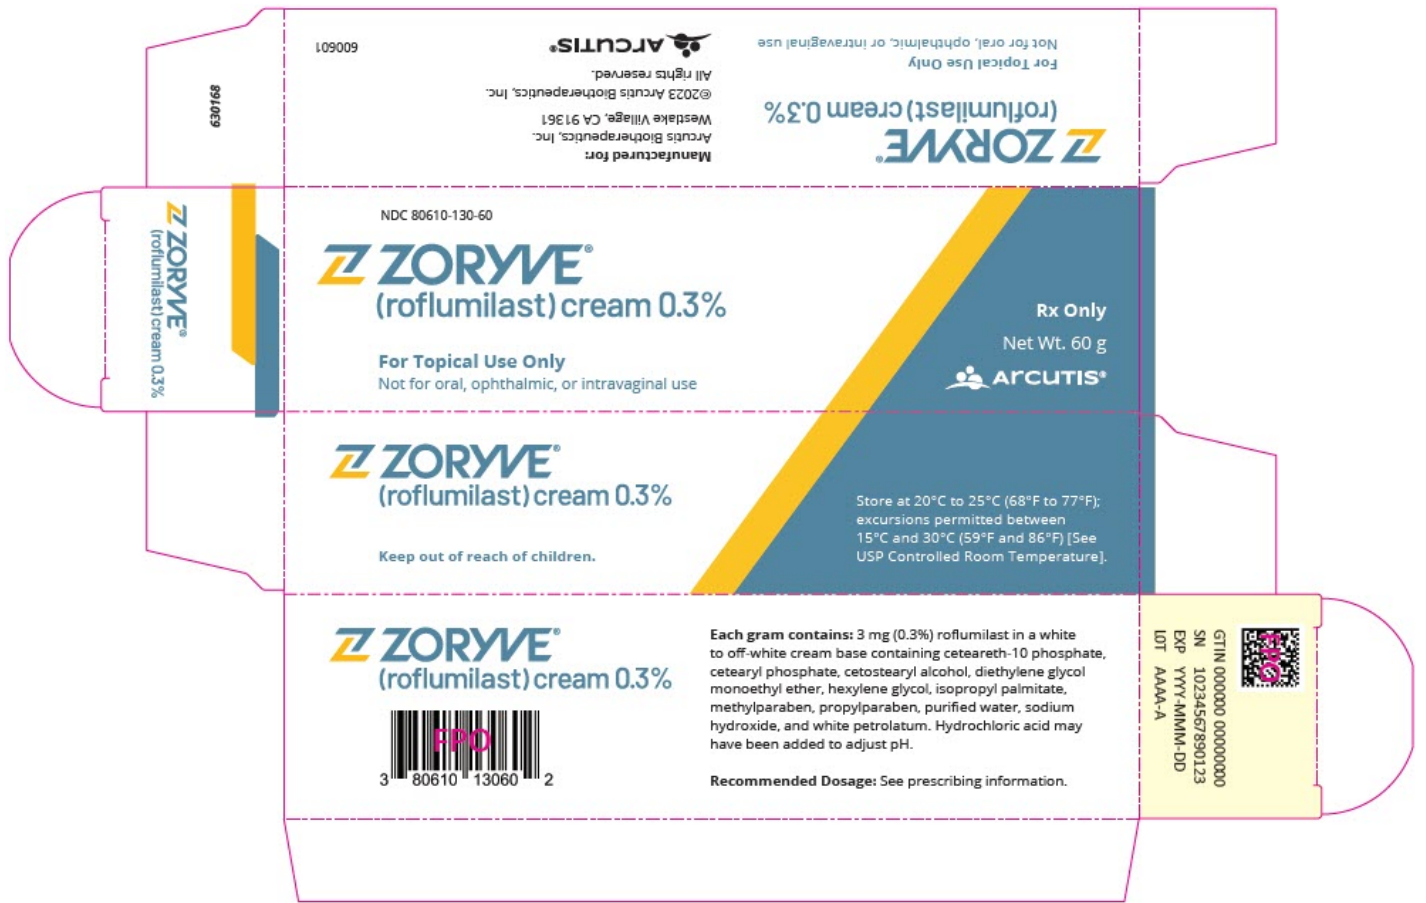 600601
ARCUTIS®
All rights reserved.
©2023 Arcutis Biotherapeutics, Inc.
Westlake Village, CA 91361
Arcutis Biotherapeutics, Inc.
Manufactured for:
Not for oral, ophthalmic, or intravaginal use
For Topical Use Only
(roflumilast) cream 0.3%
ZORYVE®
630168
ZORYVE®
(roflumilast) cream 0.3%
NDC 80610-130-60
ZORYVE®
(roflumilast) cream 0.3%
For Topical Use Only
Not for oral, ophthalmic, or intravaginal use
Rx Only
Net Wt. 60 g
ARCUTIS®
ZORYVE®
(roflumilast) cream 0.3%
Keep out of reach of children.
Store at 20°C to 25°C (68°F to 77°F);
excursions permitted between
15°C and 30°C (59°F and 86°F) [See
USP Controlled Room Temperature].
ZORYVE®
(roflumilast) cream 0.3%
FPO
3 80610 13060 2
Each gram contains: 3 mg (0.3%) roflumilast in a white
to off-white cream base containing ceteareth-10 phosphate,
cetearyl phosphate, cetostearyl alcohol, diethylene glycol
monoethyl ether, hexylene glycol, isopropyl palmitate,
methylparaben, propylparaben, purified water, sodium
hydroxide, and white petrolatum. Hydrochloric acid may
have been added to adjust pH.
Recommended Dosage: See prescribing information.
FPO
GTIN 000000 00000000
SN 10234567890123
EXP YYYY-MMM-DD
LOT AAAA-A